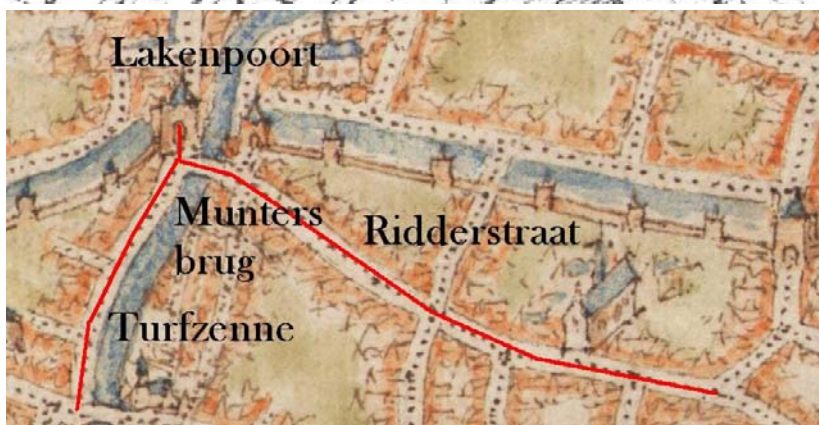 Lakenpoort
Munters
brug
Ridderstraat
Turfzenne